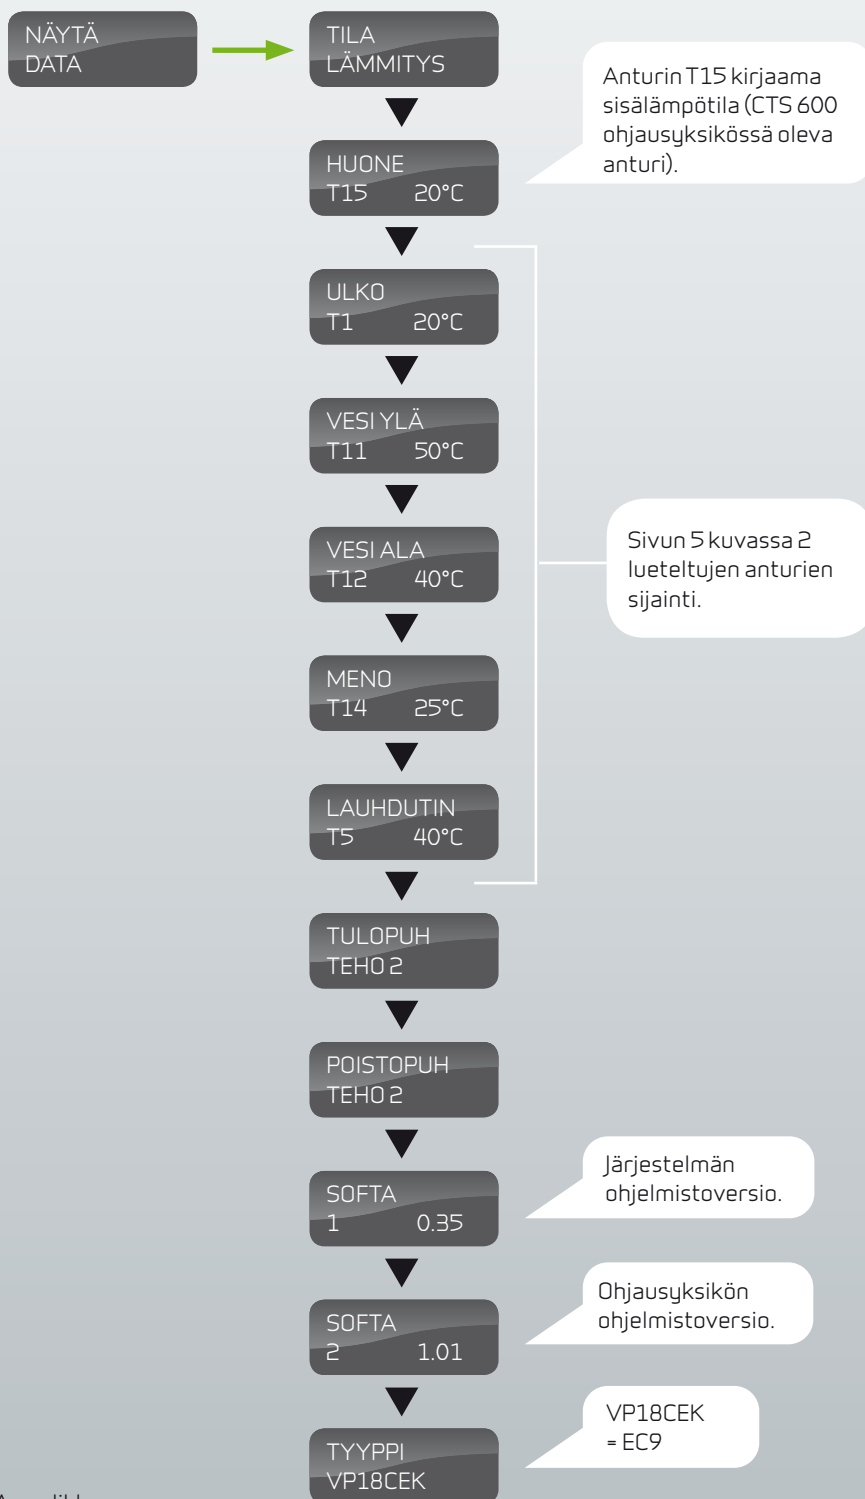 NÄYTÄ
DATA
TILA
LÄMMITYS
Anturin T15 kirjaama
sisälämpötila (CTS 600
ohjausyksikössä oleva
anturi).
HUONE
T15 20°C
ULKO
T1 20°C
VESI YLÄ
T11 50°C
VESI ALA
T12 40°C
Sivun 5 kuvassa 2
lueteltujen anturien
sijainti.
MENO
T14 25°C
LAUHDUTIN
T5 40°C
TULOPUH
TEHO 2
POISTOPUH
TEHO 2
SOFTA
1 0.35
Järjestelmän
ohjelmistoversio.
SOFTA
2 1.01
Ohjausyksikön
ohjelmistoversio.
TYYPPI
VP18CEK
VP18CEK
= EC9